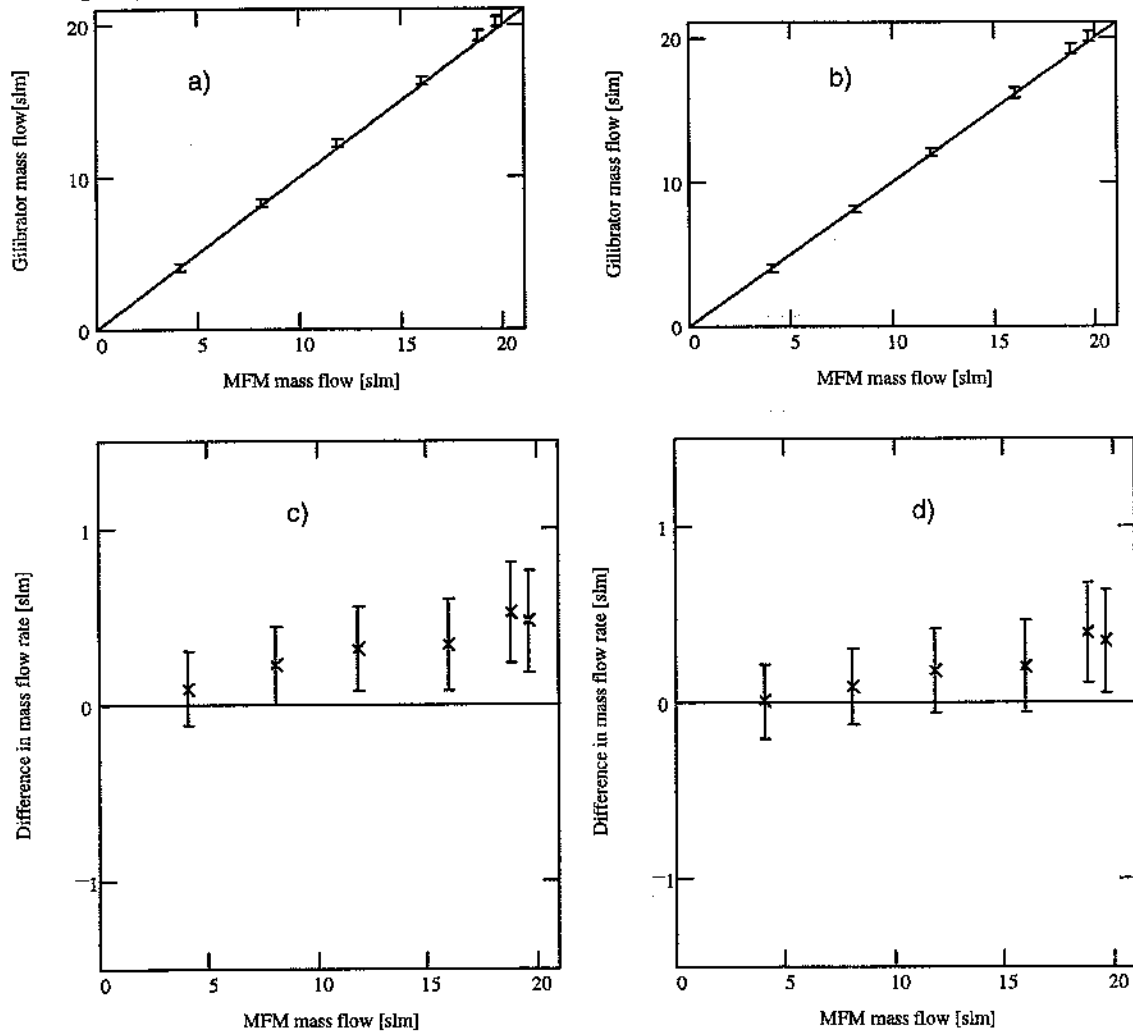 20
10
0
a)
Gilibrator mass flow[slm]
0
5
10
15
20
MFM mass flow [slm]
20
10
0
b)
Gilibrator mass flow [slm]
0
5
10
15
20
MFM mass flow [slm]
1
0
−1
c)
Difference in mass flow rate [slm]
0
5
10
15
20
MFM mass flow [slm]
1
0
−1
d)
Difference in mass flow rate [slm]
0
5
10
15
20
MFM mass flow [slm]